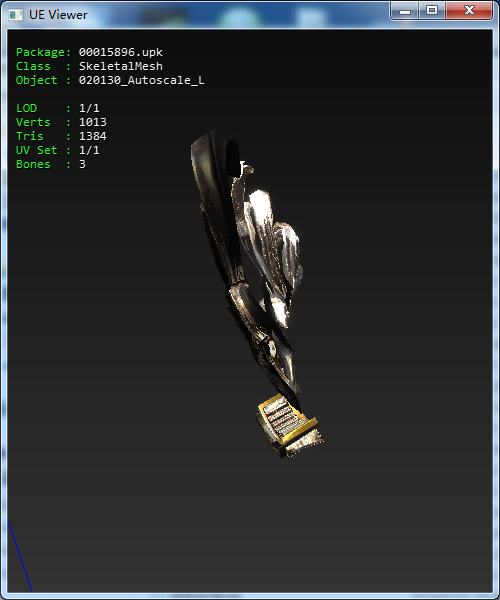 UE Viewer
Package: 00015896.upk
Class : SkeletalMesh
Object : 020130_Autoscale_L
LOD : 1/1
Verts : 1013
Tris : 1384
UV Set : 1/1
Bones : 3